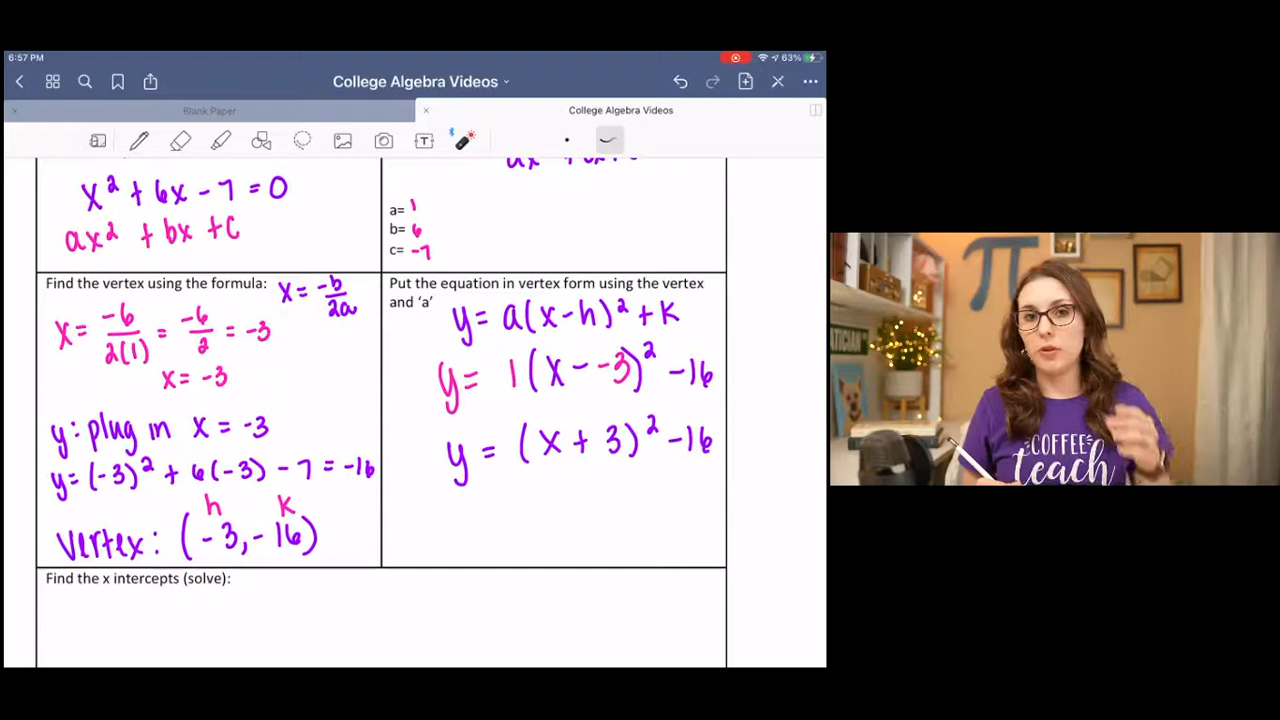 6:57 PM
63%
College Algebra Videos
Blank Paper
College Algebra Videos
x² + 6x - 7 = 0
ax² + bx + c
a= 1
b= 6
c= -7
Find the vertex using the formula: x = -b/2a
x = -6/2(1) = -6/2 = -3
x = -3
y: plug in x = -3
y = (-3)² + 6(-3) - 7 = -16
h k
Vertex: (-3, -16)
Put the equation in vertex form using the vertex
and ‘a’
y = a(x-h)² + k
y = 1(x - -3)² - 16
y = (x + 3)² - 16
Find the x intercepts (solve):
COFFEE
teach